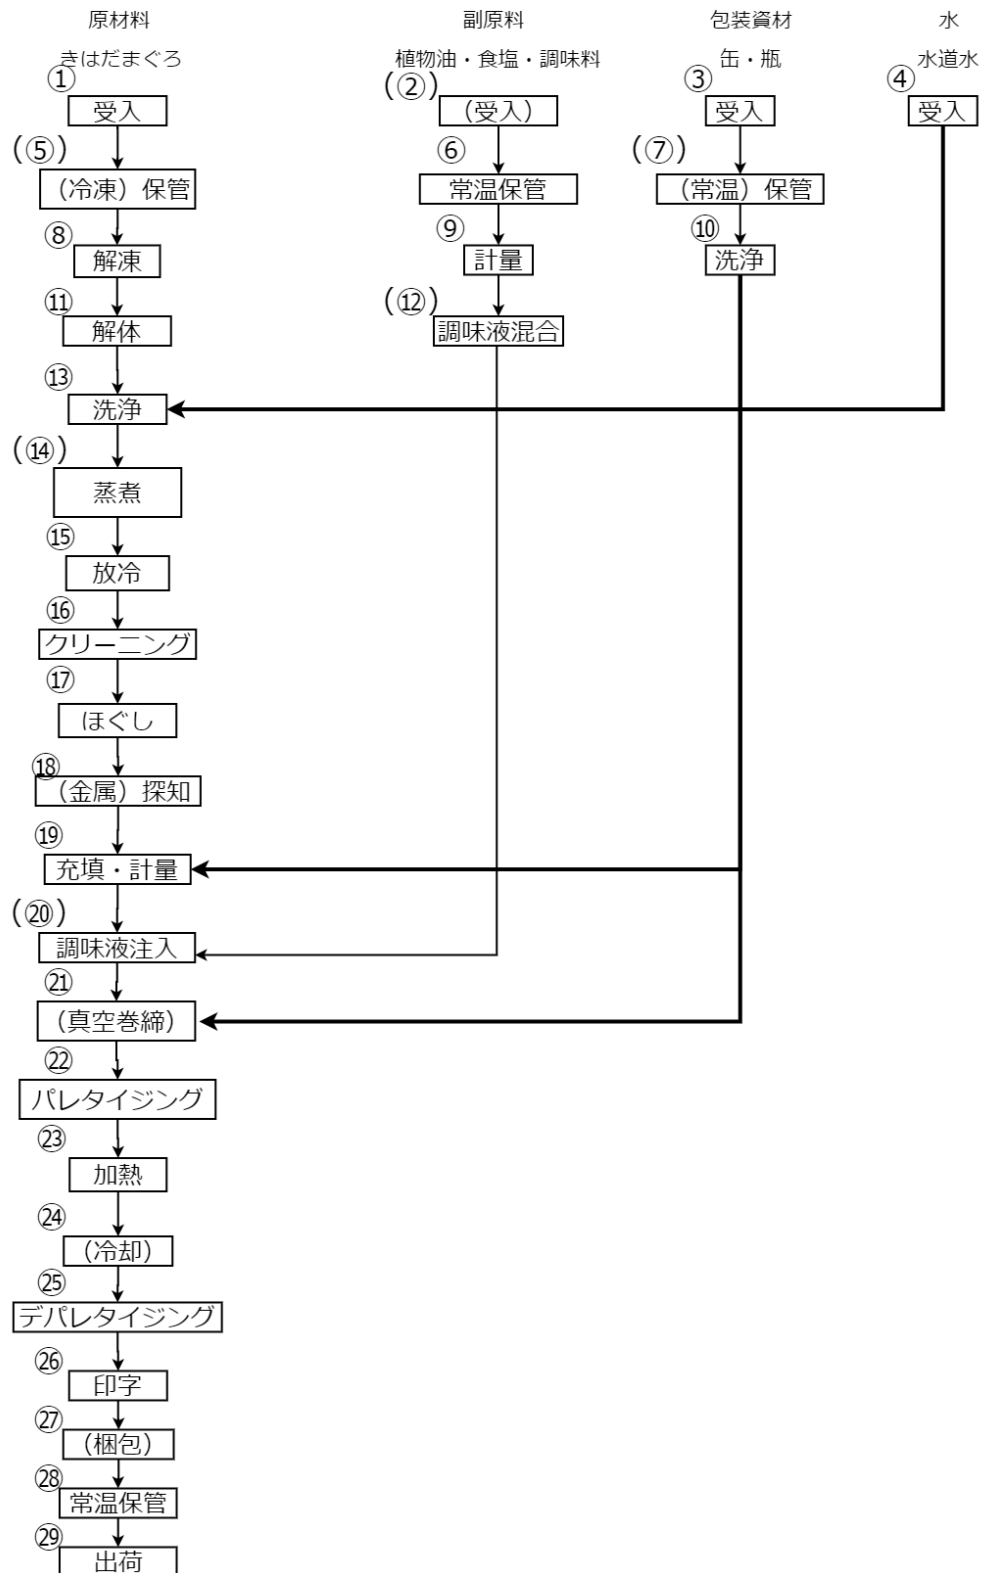 原材料 副原料 包装資材 水
きはだまぐろ 植物油・食塩・調味料 缶・瓶 水道水
① (②) ③ ④
受入 (受入) 受入 受入
(⑤) ⑥ (⑦)
(冷凍)保管 常温保管 (常温)保管
⑧ ⑨ ⑩
解凍 計量 洗浄
⑪ (⑫)
解体 調味液混合
⑬
洗浄
(⑭)
蒸煮
⑮
放冷
⑯
クリーニング
⑰
ほぐし
⑱
(金属)探知
⑲
充填・計量
(⑳)
調味液注入
㉑
(真空巻締)
㉒
パレタイジング
㉓
加熱
㉔
(冷却)
㉕
デパレタイジング
㉖
印字
㉗
(梱包)
㉘
常温保管
㉙
出荷